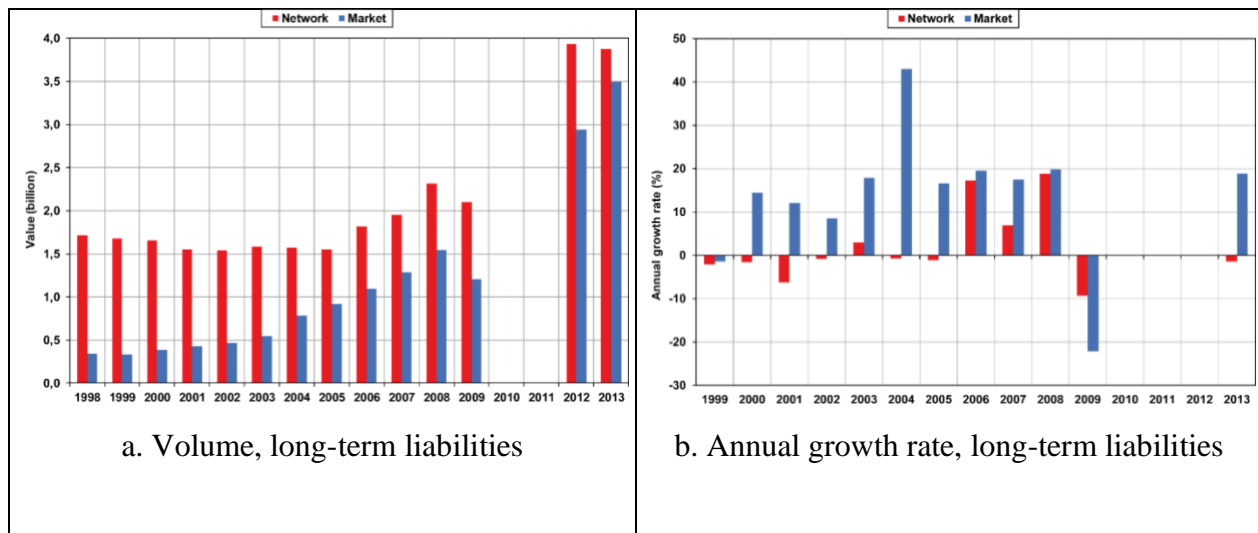 Network Market
4,0
3,5
3,0
2,5
2,0
1,5
1,0
0,5
0,0
Value (billion)
1998 1999 2000 2001 2002 2003 2004 2005 2006 2007 2008 2009 2010 2011 2012 2013
a. Volume, long-term liabilities
Network Market
50
40
30
20
10
0
-10
-20
-30
Annual growth rate (%)
1999 2000 2001 2002 2003 2004 2005 2006 2007 2008 2009 2010 2011 2012 2013
b. Annual growth rate, long-term liabilities